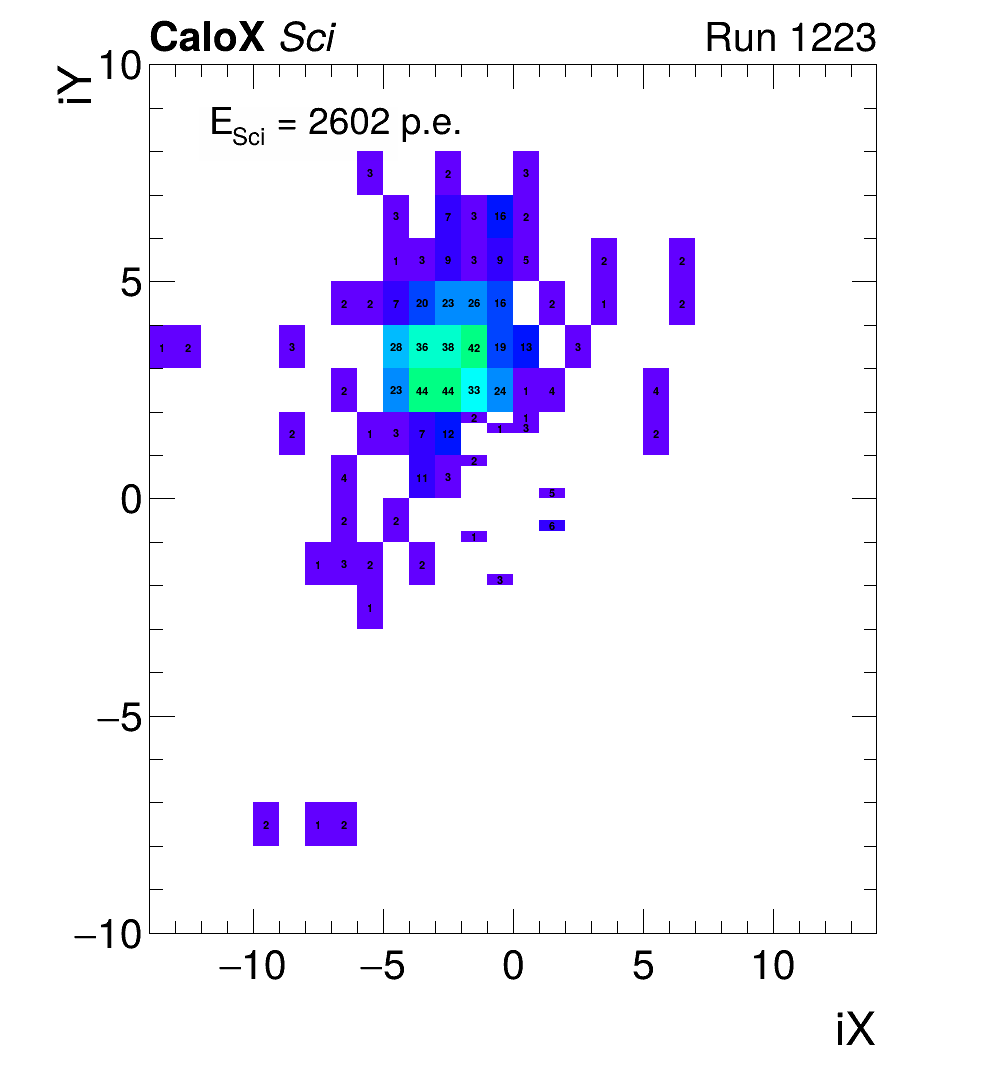 CaloX Sci Run 1223
iY
10
E_Sci = 2602 p.e.
3 2 3
3 7 3 16 2
1 3 9 3 9 5 2 2
5
2 2 7 20 23 26 16 2 1 2
1 2 3 28 36 38 42 19 13 3
2 23 44 44 33 24 1 4 4
2 1
2 1 3 7 12 1 3 2
2
4 11 3
5
0
2 2 6
1
1 3 2 2
3
1
−5
2 1 2
−10
−10 −5 0 5 10
iX